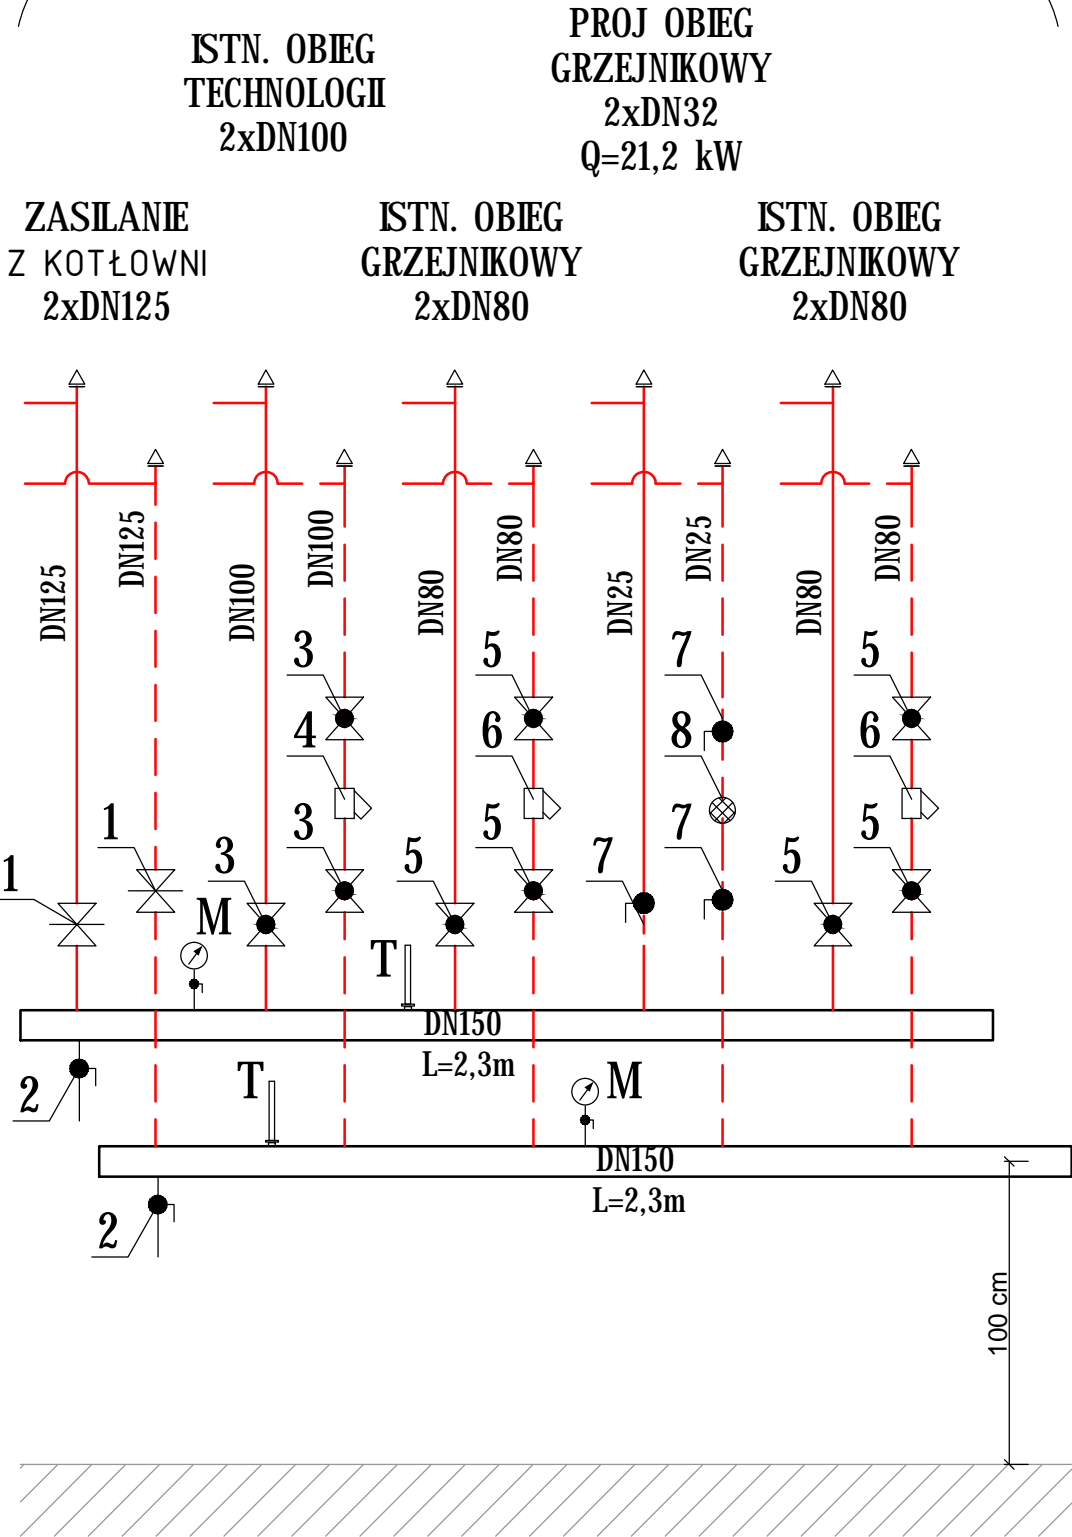 ISTN. OBIEG
TECHNOLOGII
2xDN100
PROJ OBIEG
GRZEJNIKOWY
2xDN32
Q=21,2 kW
ZASILANIE
Z KOTŁOWNI
2xDN125
ISTN. OBIEG
GRZEJNIKOWY
2xDN80
ISTN. OBIEG
GRZEJNIKOWY
2xDN80
DN125
DN125
DN100
DN100
DN80
DN80
DN25
DN25
DN80
DN80
3
5
7
5
4
6
8
6
1
3
5
7
5
1
3
5
7
5
M
T
DN150
L=2,3m
2
T
M
DN150
L=2,3m
2
100 cm